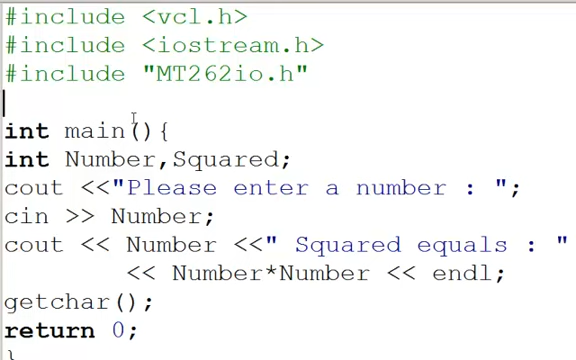 #include <vcl.h>
#include <iostream.h>
#include "MT262io.h"
int main(){
int Number,Squared;
cout <<"Please enter a number : ";
cin >> Number;
cout << Number <<" Squared equals : "
<< Number*Number << endl;
getchar();
return 0;
}